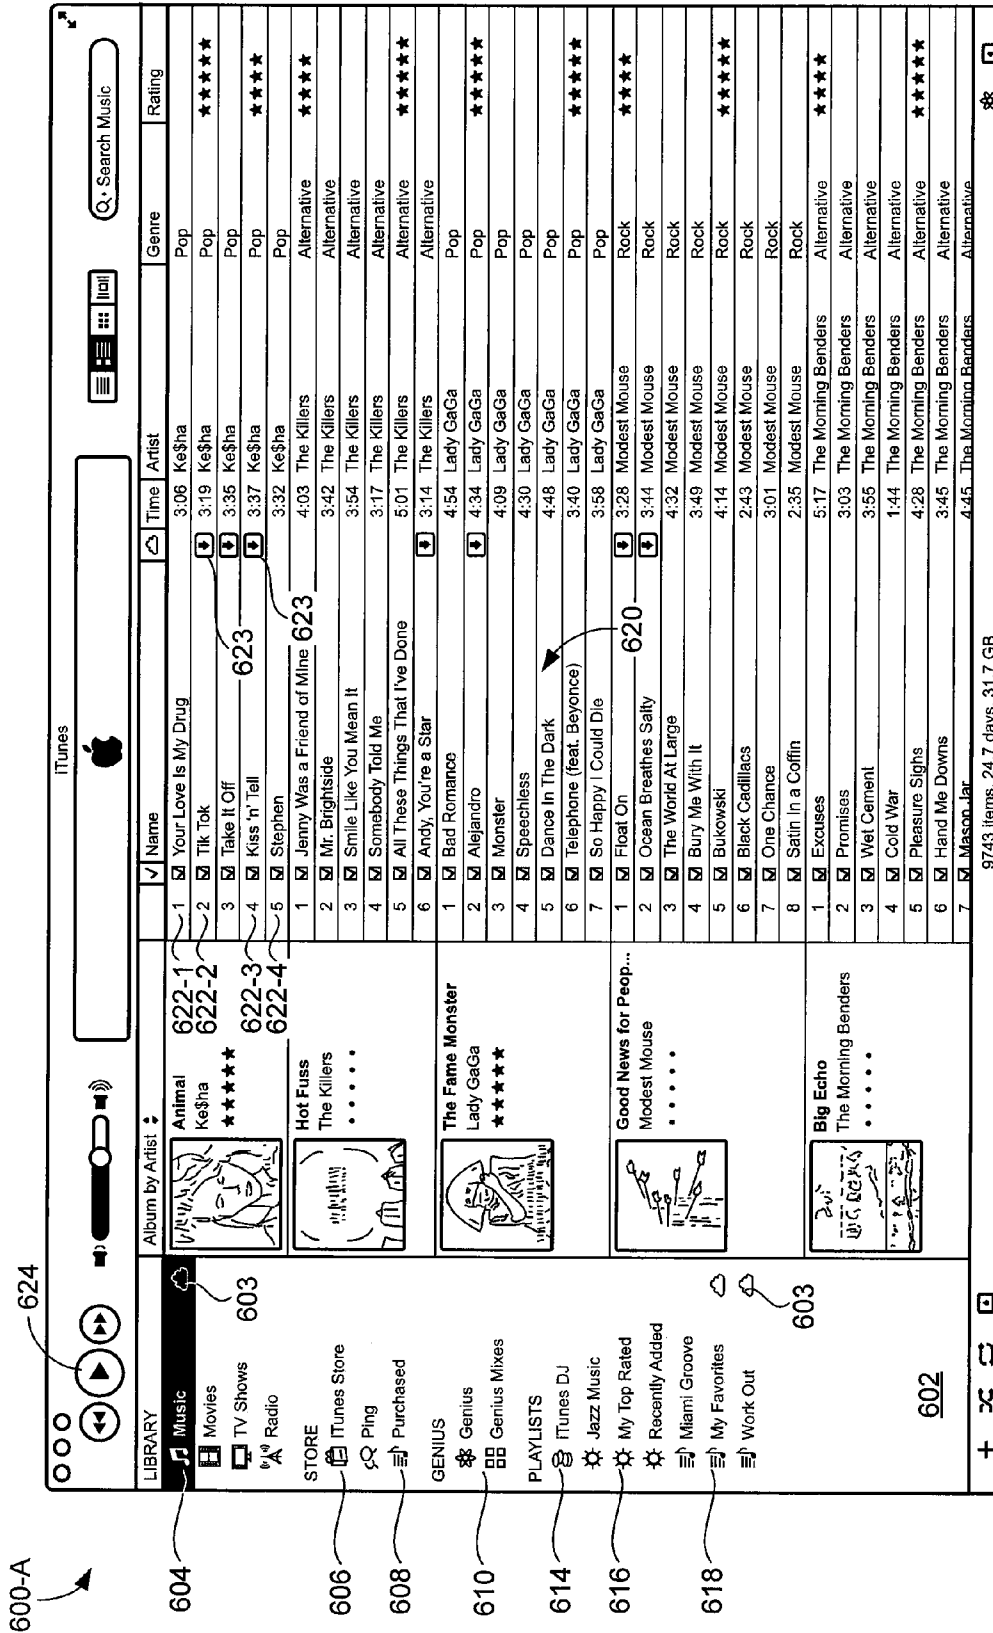 600-A
624
iTunes
Search Music
LIBRARY
Music
Movies
TV Shows
Radio
STORE
iTunes Store
Ping
Purchased
GENIUS
Genius
Genius Mixes
PLAYLISTS
iTunes DJ
Jazz Music
My Top Rated
Recently Added
Miami Groove
My Favorites
Work Out
604
606
608
610
614
616
618
603
603
602
Album by Artist
Name Time Artist Genre Rating
Animal
Ke$ha
★★★★★
622-1
622-2
622-3
622-4
1 Your Love Is My Drug 3:06 Ke$ha Pop
2 Tik Tok 3:19 Ke$ha Pop ★★★★★
3 Take It Off 3:35 Ke$ha Pop
4 Kiss 'n' Tell 3:37 Ke$ha Pop ★★★★
5 Stephen 3:32 Ke$ha Pop
623
623
Hot Fuss
The Killers
1 Jenny Was a Friend of Mine 4:03 The Killers Alternative ★★★★
2 Mr. Brightside 3:42 The Killers Alternative
3 Smile Like You Mean It 3:54 The Killers Alternative
4 Somebody Told Me 3:17 The Killers Alternative
5 All These Things That I've Done 5:01 The Killers Alternative ★★★★★
6 Andy, You're a Star 3:14 The Killers Alternative
The Fame Monster
Lady GaGa
★★★★★
1 Bad Romance 4:54 Lady GaGa Pop
2 Alejandro 4:34 Lady GaGa Pop ★★★★★
3 Monster 4:09 Lady GaGa Pop
4 Speechless 4:30 Lady GaGa Pop
5 Dance In The Dark 4:48 Lady GaGa Pop
6 Telephone (feat. Beyonce) 3:40 Lady GaGa Pop ★★★★★
7 So Happy I Could Die 3:58 Lady GaGa Pop
620
Good News for Peop...
Modest Mouse
1 Float On 3:28 Modest Mouse Rock ★★★★
2 Ocean Breathes Salty 3:44 Modest Mouse Rock
3 The World At Large 4:32 Modest Mouse Rock
4 Bury Me With It 3:49 Modest Mouse Rock
5 Bukowski 4:14 Modest Mouse Rock ★★★★★
6 Black Cadillacs 2:43 Modest Mouse Rock
7 One Chance 3:01 Modest Mouse Rock
8 Satin In a Coffin 2:35 Modest Mouse Rock
Big Echo
The Morning Benders
1 Excuses 5:17 The Morning Benders Alternative ★★★★
2 Promises 3:03 The Morning Benders Alternative
3 Wet Cement 3:55 The Morning Benders Alternative
4 Cold War 1:44 The Morning Benders Alternative
5 Pleasure Sighs 4:28 The Morning Benders Alternative ★★★★★
6 Hand Me Downs 3:45 The Morning Benders Alternative
7 Mason Jar 4:45 The Morning Benders Alternative
9743 items, 24.7 days, 31.7 GB